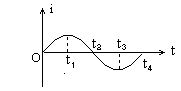 i
t₂ t₃
O t
t₁ t₄